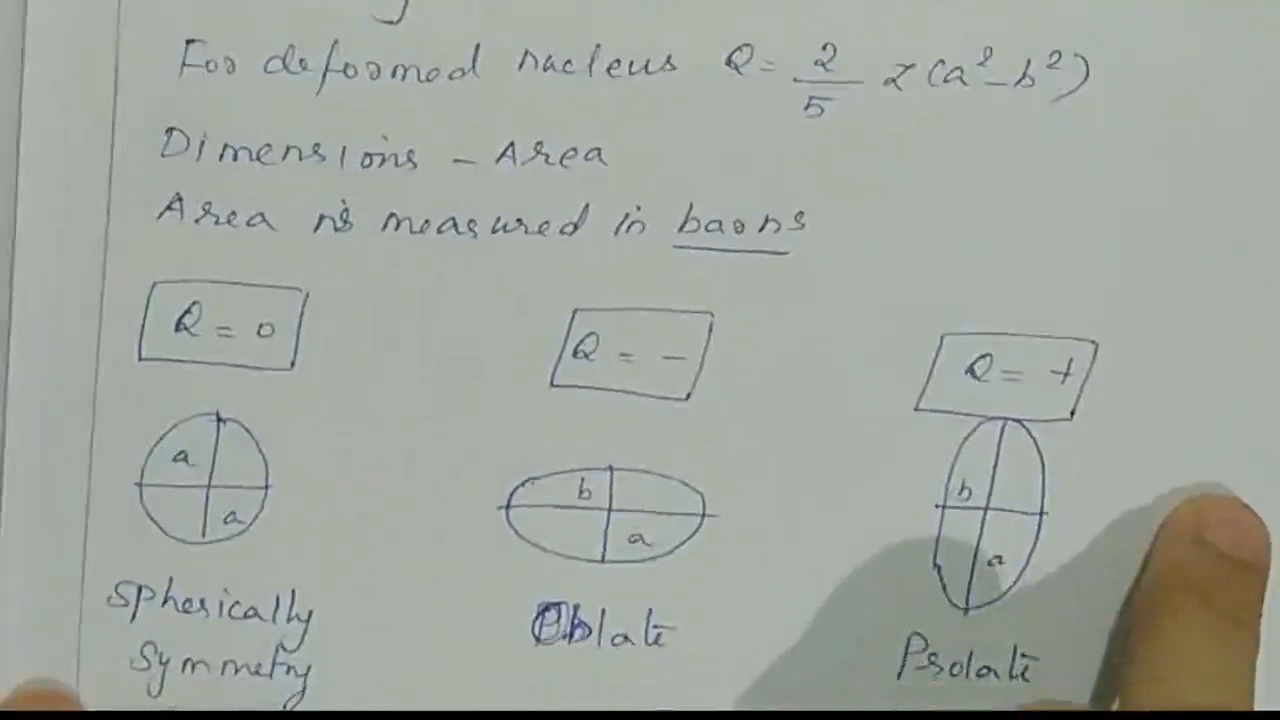 For deformed nucleus Q = 2/5 Z (a² - b²)
Dimensions - Area
Area is measured in barns
Q = 0
Q = -
Q = +
a
a
b
a
b
a
Spherically
Symmetry
Oblate
Prolate